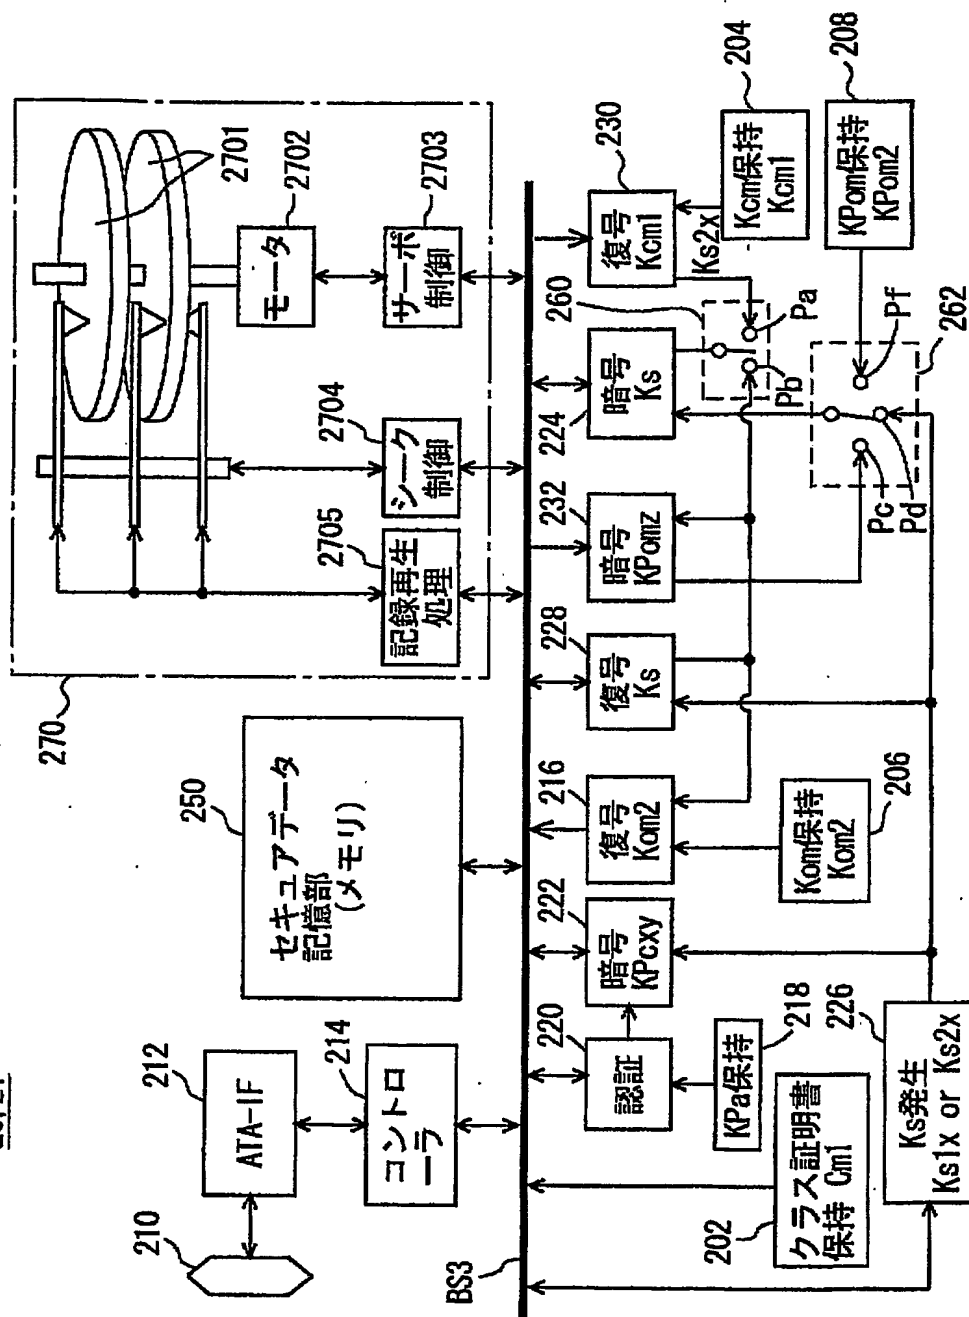 210
212
ATA-IF
214
コントロ
ーラ
BS3
250
セキュアデータ
記憶部
(メモリ)
270
2701
2702
モータ
2703
サーボ
制御
2704
シーク
制御
2705
記録再生
処理
202
クラス証明書
保持 Cm1
220
認証
KPa保持
218
222
暗号
KPcxy
226
Ks発生
Ks1x or Ks2x
216
復号
Kom2
Kom保持
Kom2
206
228
復号
Ks
232
暗号
KPomz
224
暗号
Ks
260
Pa
Pb
230
復号
Kcm1
Ks2x
204
Kcm保持
Kcm1
208
KPom保持
KPom2
Pc
Pd
Pf
262